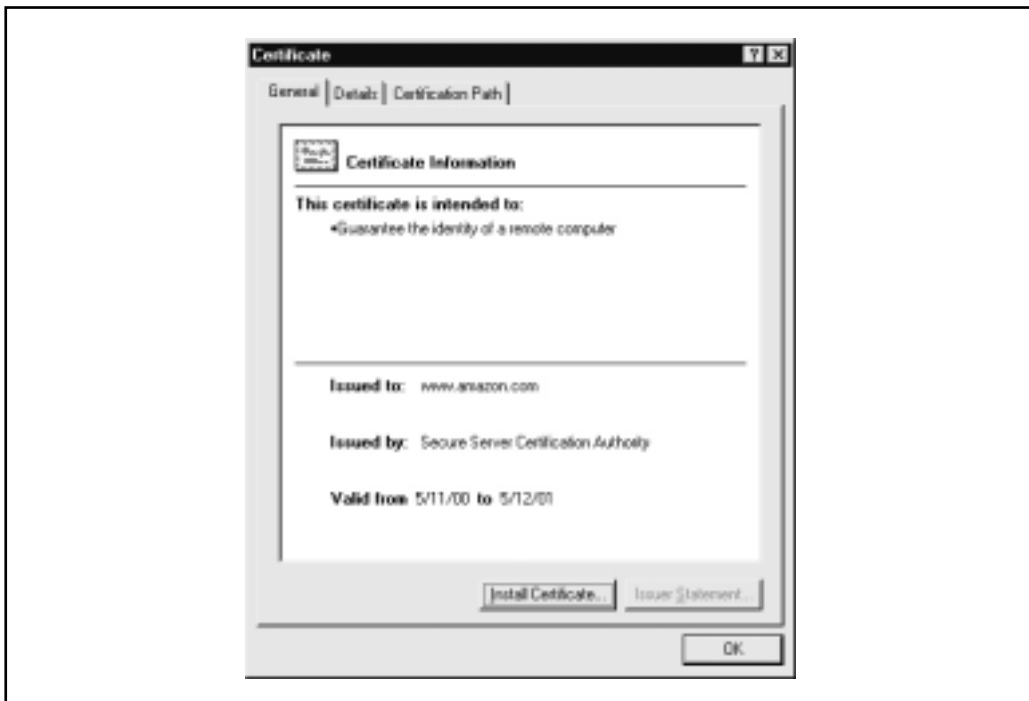 Certificate
General Details Certification Path
Certificate Information
This certificate is intended to:
•Guarantee the identity of a remote computer
Issued to: www.amazon.com
Issued by: Secure Server Certification Authority
Valid from 5/11/00 to 5/12/01
Install Certificate... Issuer Statement...
OK